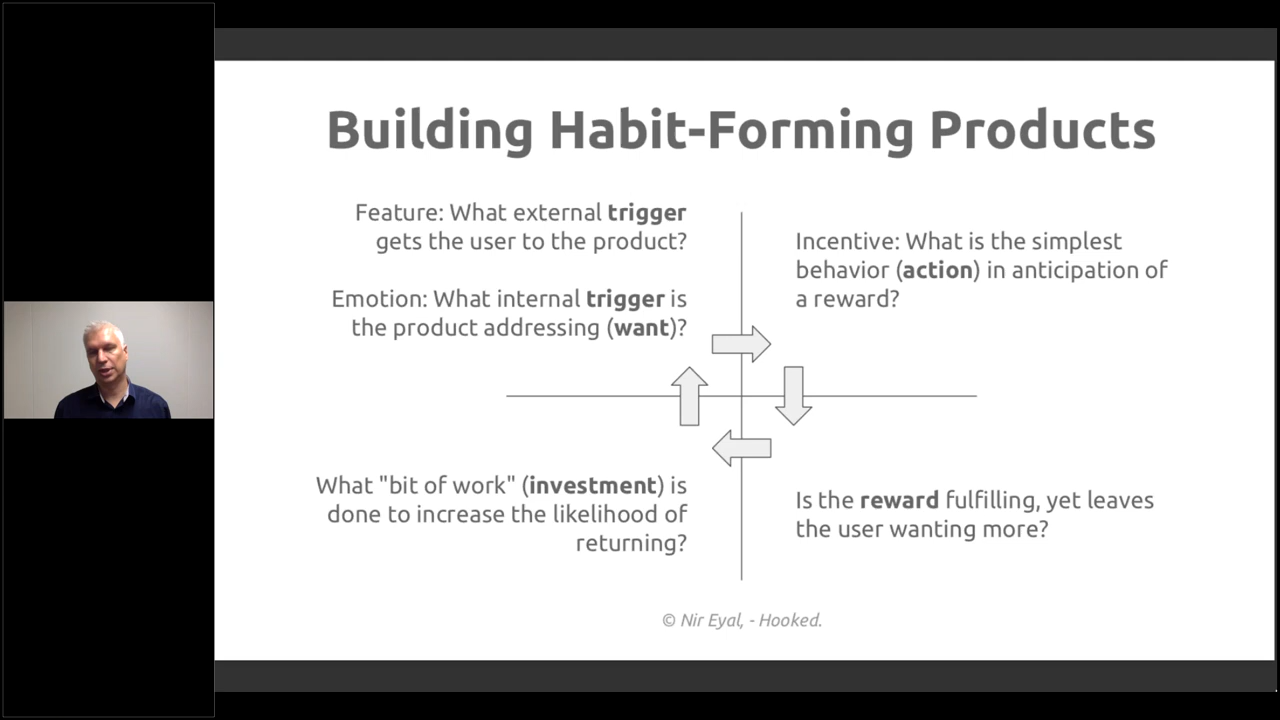 Building Habit-Forming Products
Feature: What external trigger
gets the user to the product?
Emotion: What internal trigger is
the product addressing (want)?
Incentive: What is the simplest
behavior (action) in anticipation of
a reward?
What "bit of work" (investment) is
done to increase the likelihood of
returning?
Is the reward fulfilling, yet leaves
the user wanting more?
© Nir Eyal, - Hooked.